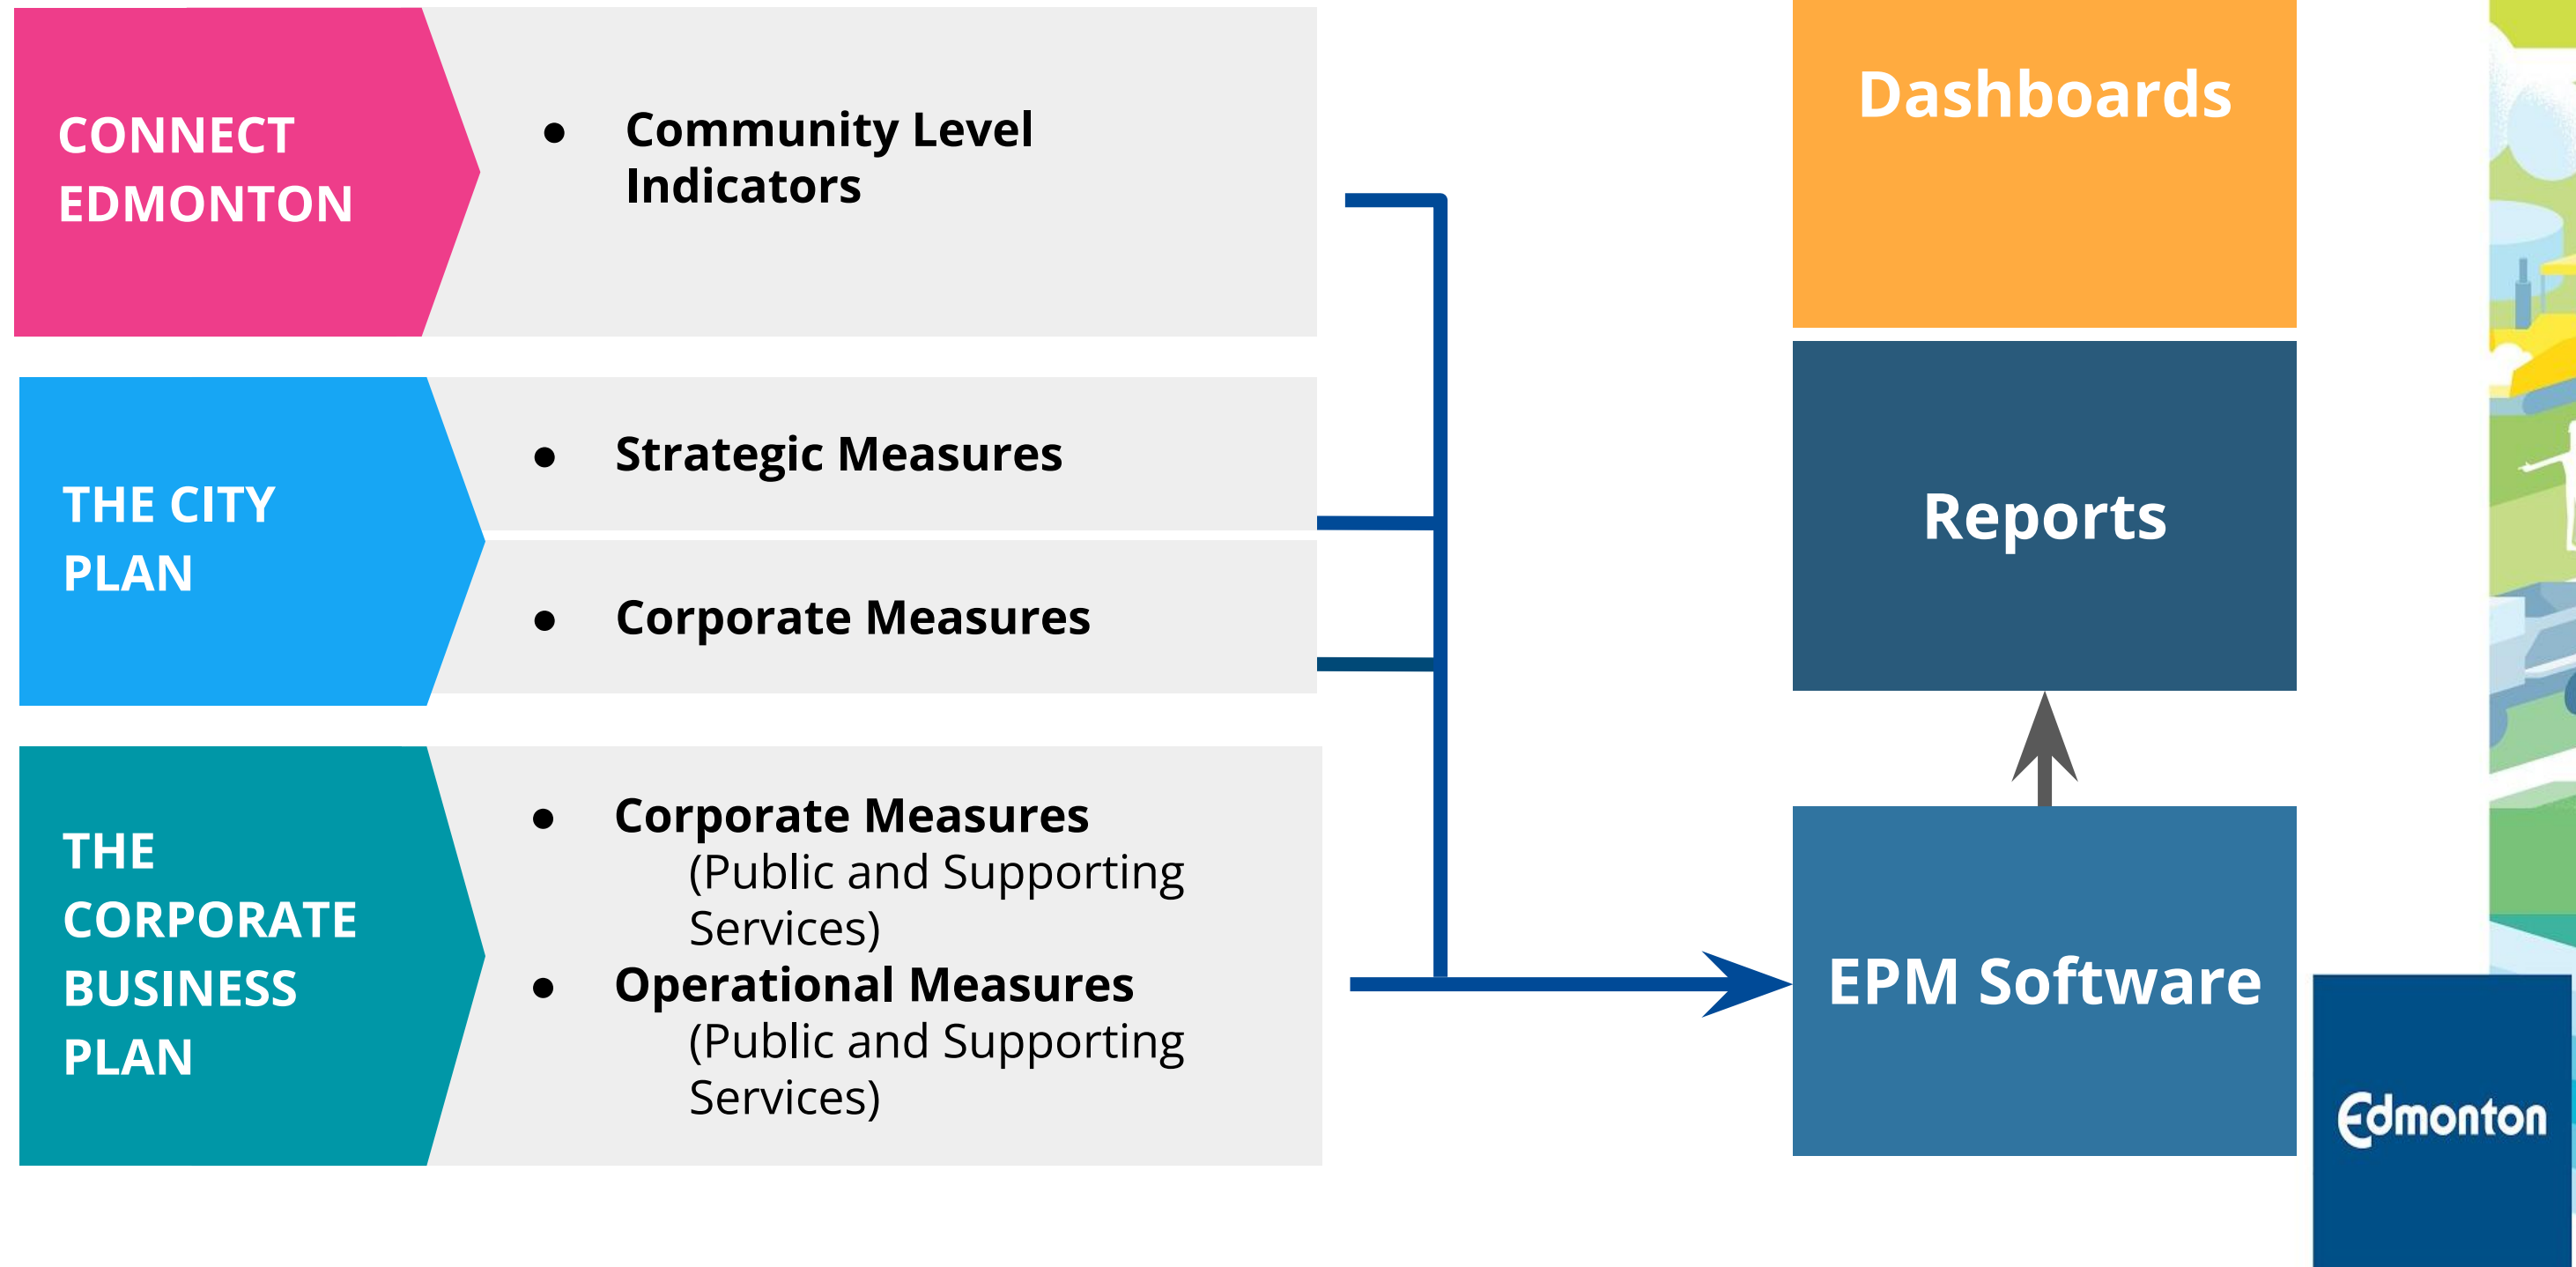 CONNECT
EDMONTON
● Community Level
Indicators
THE CITY
PLAN
● Strategic Measures
● Corporate Measures
THE
CORPORATE
BUSINESS
PLAN
● Corporate Measures
(Public and Supporting
Services)
● Operational Measures
(Public and Supporting
Services)
Dashboards
Reports
EPM Software
Edmonton